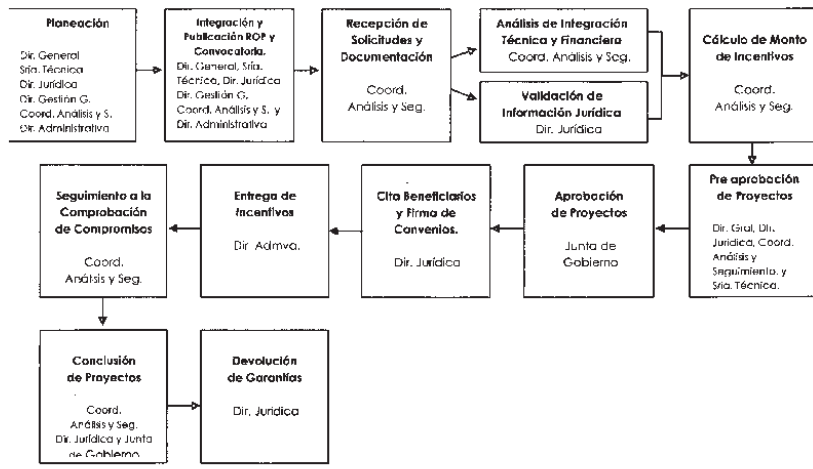 Planeación
Dir. General
Sría. Técnica
Dir. Jurídica
Dir. Gestión G.
Coord. Análisis y S.
Dir. Administrativa
Integración y
Publicación ROP y
Convocatoria.
Dir. General, Sría.
Técnica, Dir. Jurídica
Dir. Gestión G,
Coord. Análisis y S. y
Dir. Administrativa
Recepción de
Solicitudes y
Documentación
Coord.
Análisis y Seg.
Análisis de Integración
Técnica y Financiera
Coord. Análisis y Seg.
Validación de
Información Jurídica
Dir. Jurídica
Cálculo de Monto
de Incentivos
Coord.
Análisis y Seg.
Pre aprobación
de Proyectos
Dir. Gral, Dir.
Jurídica, Coord.
Análisis y
Seguimiento, y
Sría. Técnica.
Aprobación
de Proyectos
Junta de
Gobierno
Cita Beneficiarios
y Firma de
Convenios.
Dir. Jurídica
Entrega de
Incentivos
Dir. Admva.
Seguimiento a la
Comprobación
de Compromisos
Coord.
Análisis y Seg.
Conclusión
de Proyectos
Coord.
Análisis y Seg.
Dir. Jurídica y Junta
de Gobierno
Devolución
de Garantías
Dir. Jurídica